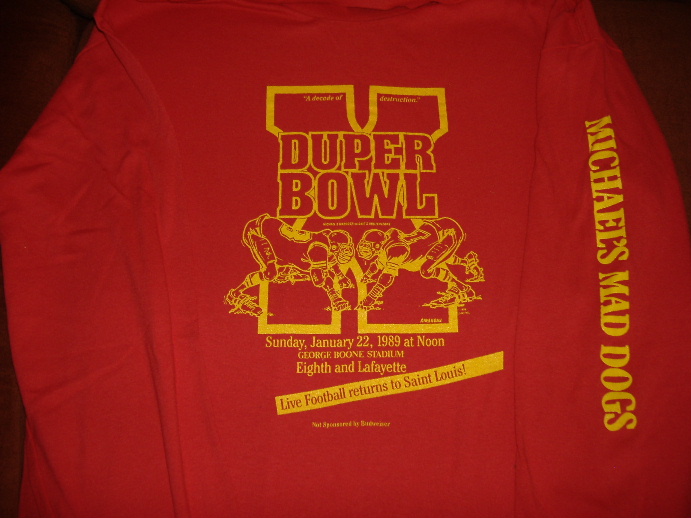 "A decade of destruction."
DUPER
BOWL
Sunday, January 22, 1989 at Noon
GEORGE BOONE STADIUM
Eighth and Lafayette
Live Football returns to Saint Louis!
Not Sponsored by Budweiser
MICHAEL'S MAD DOGS